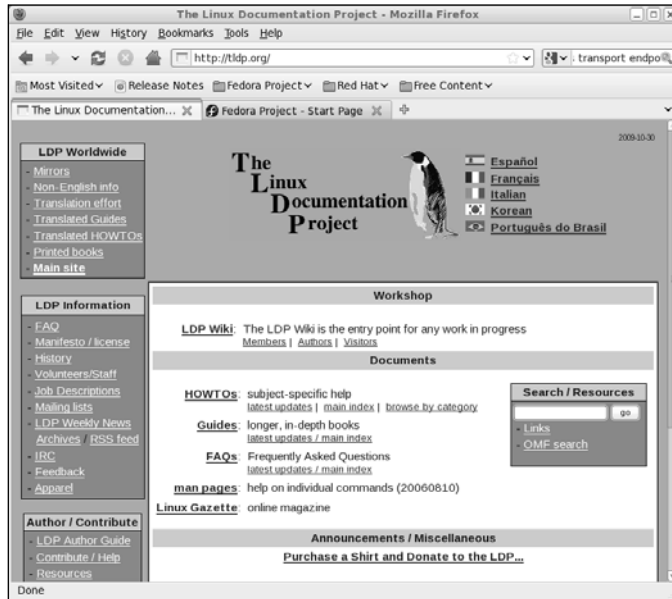 The Linux Documentation Project - Mozilla Firefox
File Edit View History Bookmarks Tools Help
http://tldp.org/
transport endpo
Most Visited Release Notes Fedora Project Red Hat Free Content
The Linux Documentation... Fedora Project - Start Page
2009-10-30
LDP Worldwide
- Mirrors
- Non-English info
- Translation effort
- Translated Guides
- Translated HOWTOs
- Printed books
- Main site
The
Linux
Documentation
Project
Español
Français
Italian
Korean
Português do Brasil
LDP Information
- FAQ
- Manifesto / license
- History
- Volunteers/Staff
- Job Descriptions
- Mailing lists
- LDP Weekly News
Archives / RSS feed
- IRC
- Feedback
- Apparel
Author / Contribute
- LDP Author Guide
- Contribute / Help
- Resources
Workshop
LDP Wiki: The LDP Wiki is the entry point for any work in progress
Members | Authors | Visitors
Documents
HOWTOs: subject-specific help
latest updates | main index | browse by category
Guides: longer, in-depth books
latest updates / main index
FAQs: Frequently Asked Questions
latest updates / main index
man pages: help on individual commands (20060810)
Linux Gazette: online magazine
Search / Resources
go
- Links
- OMF search
Announcements / Miscellaneous
Purchase a Shirt and Donate to the LDP...
Done